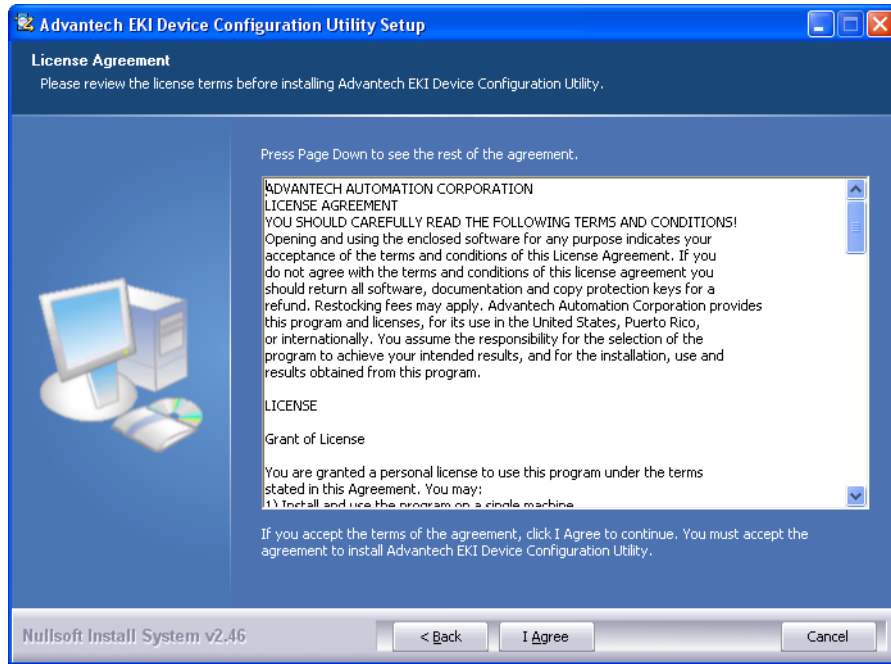 Advantech EKI Device Configuration Utility Setup
License Agreement
Please review the license terms before installing Advantech EKI Device Configuration Utility.
Press Page Down to see the rest of the agreement.
ADVANTECH AUTOMATION CORPORATION
LICENSE AGREEMENT
YOU SHOULD CAREFULLY READ THE FOLLOWING TERMS AND CONDITIONS!
Opening and using the enclosed software for any purpose indicates your
acceptance of the terms and conditions of this License Agreement. If you
do not agree with the terms and conditions of this license agreement you
should return all software, documentation and copy protection keys for a
refund. Restocking fees may apply. Advantech Automation Corporation provides
this program and licenses, for its use in the United States, Puerto Rico,
or internationally. You assume the responsibility for the selection of the
program to achieve your intended results, and for the installation, use and
results obtained from this program.
LICENSE
Grant of License
You are granted a personal license to use this program under the terms
stated in this Agreement. You may:
1) Install and use the program on a single machine
If you accept the terms of the agreement, click I Agree to continue. You must accept the
agreement to install Advantech EKI Device Configuration Utility.
Nullsoft Install System v2.46
< Back
I Agree
Cancel